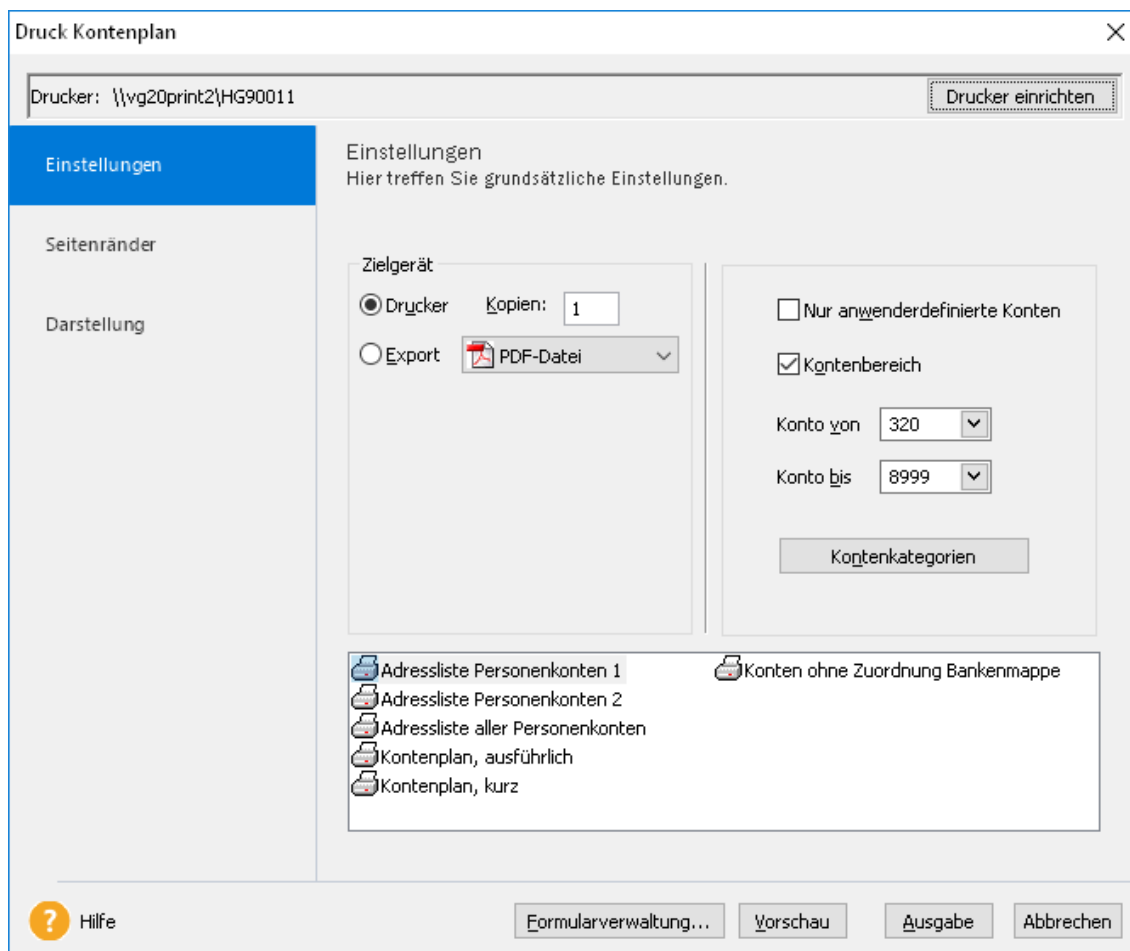 Druck Kontenplan
Drucker: \\vg20print2\HG90011
Drucker einrichten
Einstellungen
Seitenränder
Darstellung
Einstellungen
Hier treffen Sie grundsätzliche Einstellungen.
Zielgerät
Drucker Kopien: 1
Export PDF-Datei
Nur anwenderdefinierte Konten
Kontenbereich
Konto von 320
Konto bis 8999
Kontenkategorien
Adressliste Personenkonten 1
Adressliste Personenkonten 2
Adressliste aller Personenkonten
Kontenplan, ausführlich
Kontenplan, kurz
Konten ohne Zuordnung Bankenmappe
? Hilfe
Formularverwaltung...
Vorschau
Ausgabe
Abbrechen